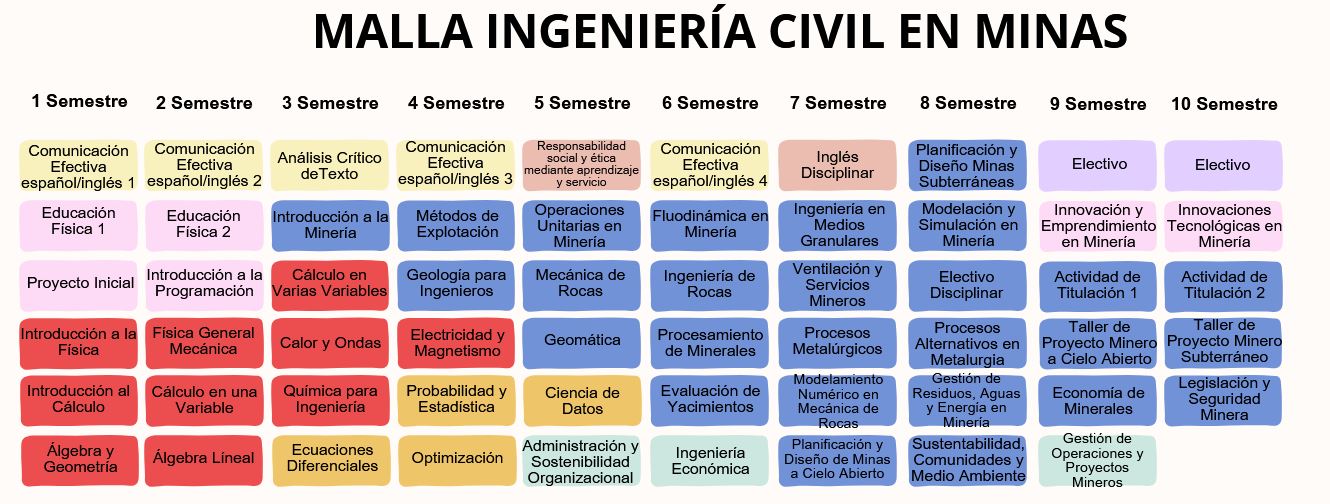 MALLA INGENIERÍA CIVIL EN MINAS
1 Semestre
2 Semestre
3 Semestre
4 Semestre
5 Semestre
6 Semestre
7 Semestre
8 Semestre
9 Semestre
10 Semestre
Comunicación
Efectiva
español/inglés 1
Comunicación
Efectiva
español/inglés 2
Análisis Crítico
deTexto
Comunicación
Efectiva
español/inglés 3
Responsabilidad
social y ética
mediante aprendizaje
y servicio
Comunicación
Efectiva
español/inglés 4
Inglés
Disciplinar
Planificación y
Diseño Minas
Subterráneas
Electivo
Electivo
Educación
Física 1
Educación
Física 2
Introducción a la
Minería
Métodos de
Explotación
Operaciones
Unitarias en
Minería
Fluodinámica en
Minería
Ingeniería en
Medios
Granulares
Modelación y
Simulación en
Minería
Innovación y
Emprendimiento
en Minería
Innovaciones
Tecnológicas en
Minería
Proyecto Inicial
Introducción a la
Programación
Cálculo en
Varias Variables
Geología para
Ingenieros
Mecánica de
Rocas
Ingeniería de
Rocas
Ventilación y
Servicios
Mineros
Electivo
Disciplinar
Actividad de
Titulación 1
Actividad de
Titulación 2
Introducción a la
Física
Física General
Mecánica
Calor y Ondas
Electricidad y
Magnetismo
Geomática
Procesamiento
de Minerales
Procesos
Metalúrgicos
Procesos
Alternativos en
Metalurgia
Taller de
Proyecto Minero
a Cielo Abierto
Taller de
Proyecto Minero
Subterráneo
Introducción al
Cálculo
Cálculo en una
Variable
Química para
Ingeniería
Probabilidad y
Estadística
Ciencia de
Datos
Evaluación de
Yacimientos
Modelamiento
Numérico en
Mecánica de
Rocas
Gestión de
Residuos, Aguas
y Energía en
Minería
Economía de
Minerales
Legislación y
Seguridad
Minera
Álgebra y
Geometría
Álgebra Líneal
Ecuaciones
Diferenciales
Optimización
Administración y
Sostenibilidad
Organizacional
Ingeniería
Económica
Planificación y
Diseño de Minas
a Cielo Abierto
Sustentabilidad,
Comunidades y
Medio Ambiente
Gestión de
Operaciones y
Proyectos
Mineros